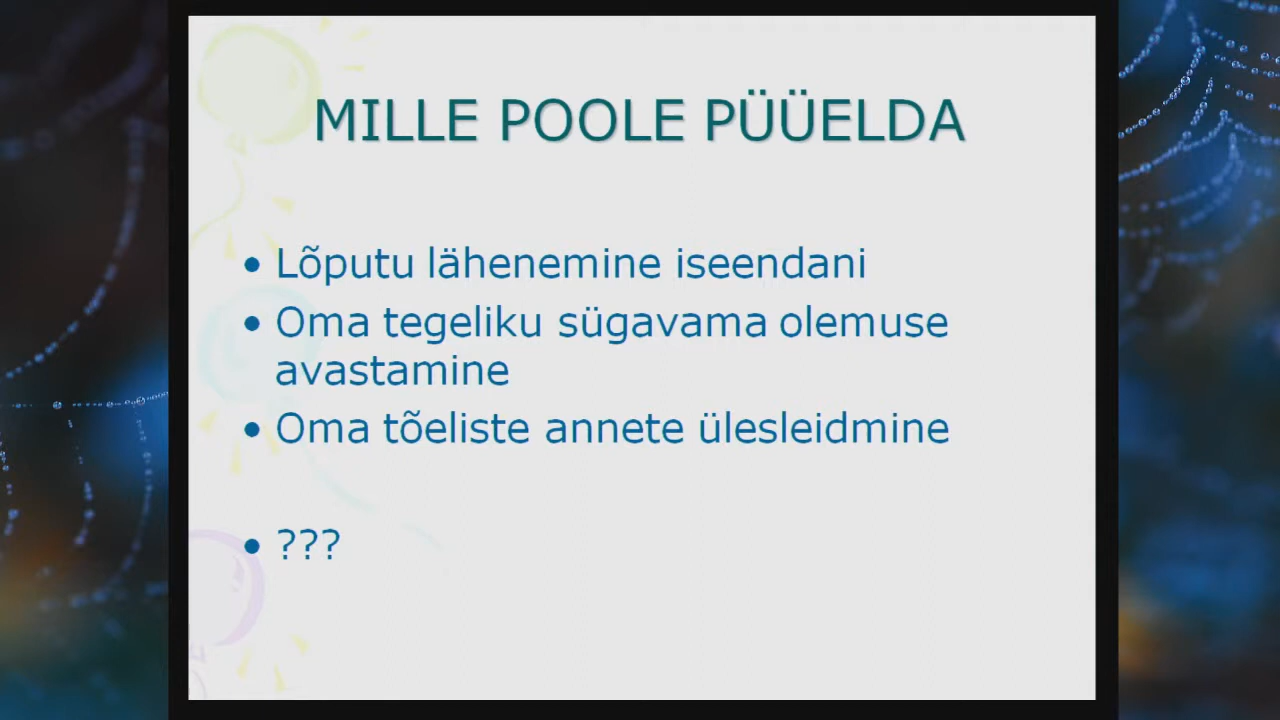 MILLE POOLE PÜÜELDA
• Lõputu lähenemine iseendani
• Oma tegeliku sügavama olemuse
avastamine
• Oma tõeliste annete ülesleidmine
• ???